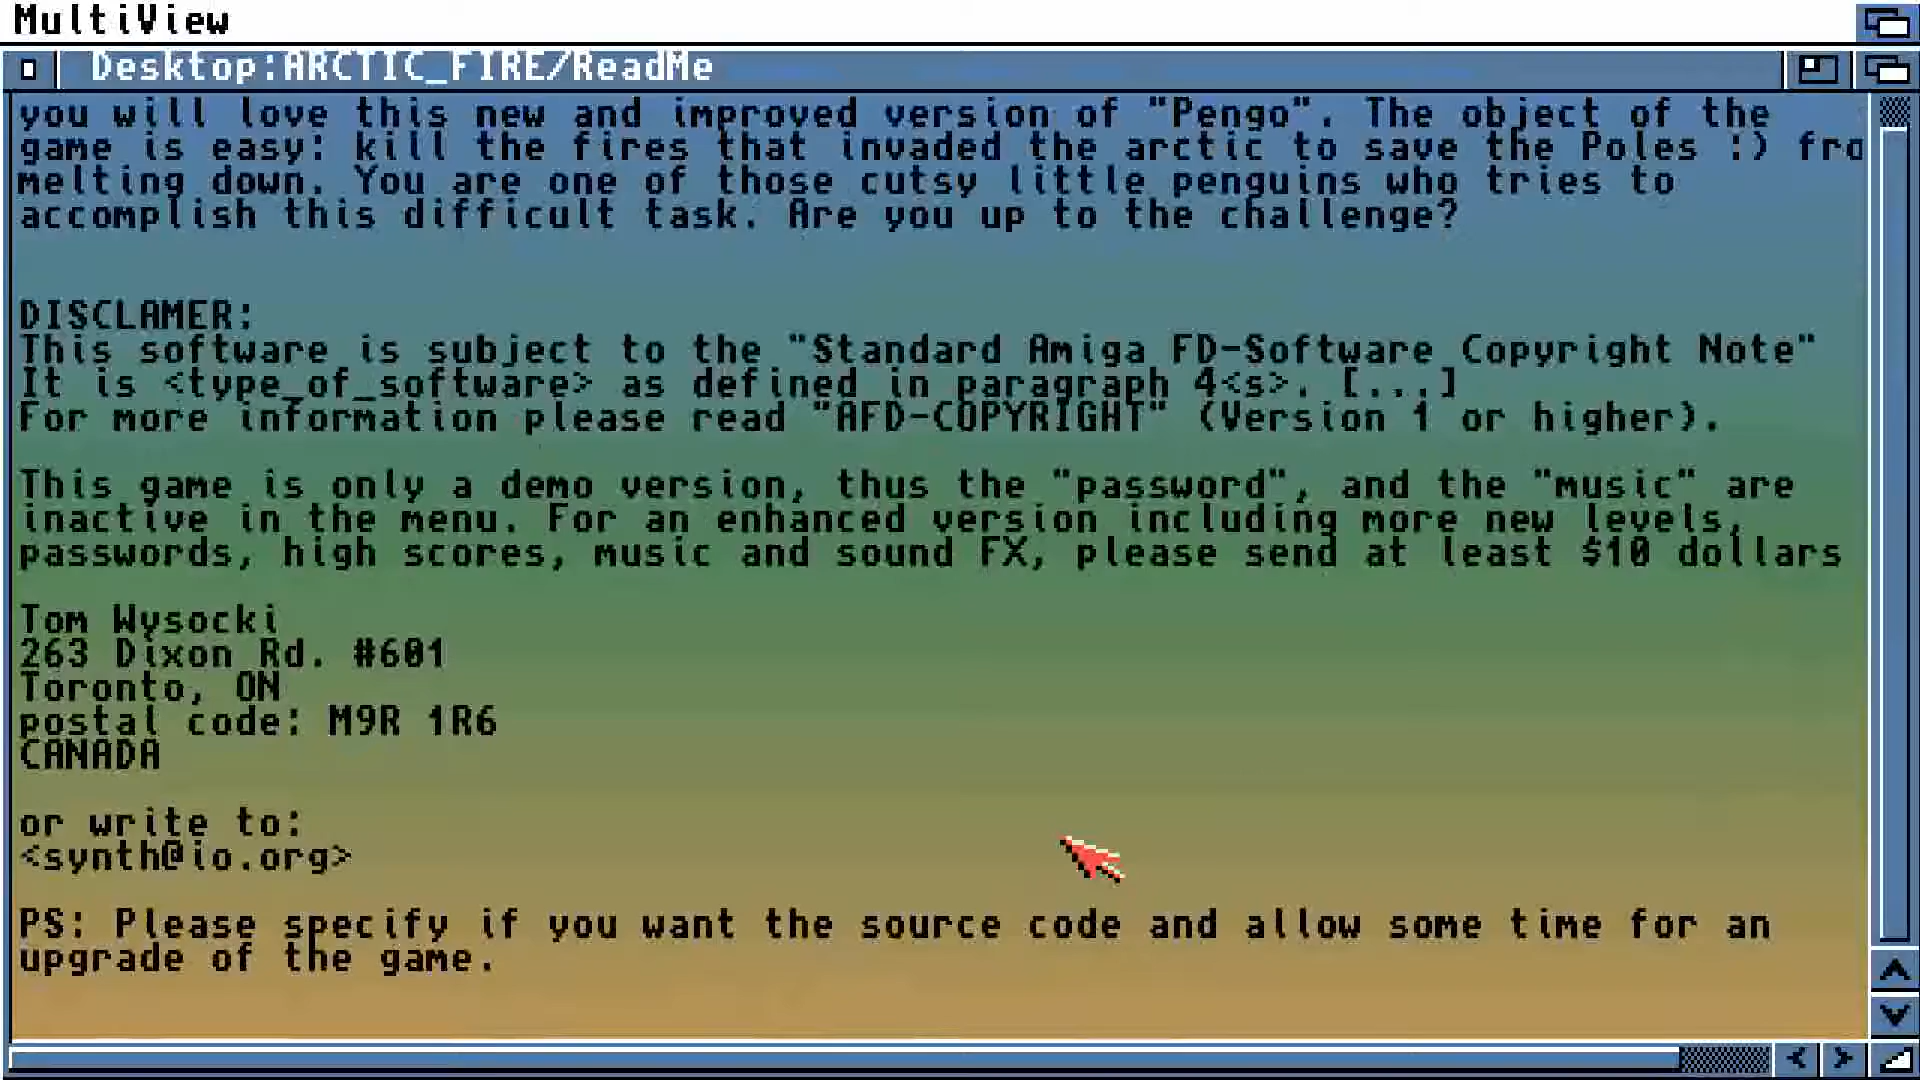 MultiView
Desktop:ARCTIC_FIRE/ReadMe
you will love this new and improved version of "Pengo". The object of the
game is easy: kill the fires that invaded the arctic to save the Poles :) fro
melting down. You are one of those cutsy little penguins who tries to
accomplish this difficult task. Are you up to the challenge?
DISCLAMER:
This software is subject to the "Standard Amiga FD-Software Copyright Note"
It is <type_of_software> as defined in paragraph 4<s>. [...]
For more information please read "AFD-COPYRIGHT" (Version 1 or higher).
This game is only a demo version, thus the "password", and the "music" are
inactive in the menu. For an enhanced version including more new levels,
passwords, high scores, music and sound FX, please send at least $10 dollars
Tom Wysocki
263 Dixon Rd. #601
Toronto, ON
postal code: M9R 1R6
CANADA
or write to:
<synth@io.org>
PS: Please specify if you want the source code and allow some time for an
upgrade of the game.